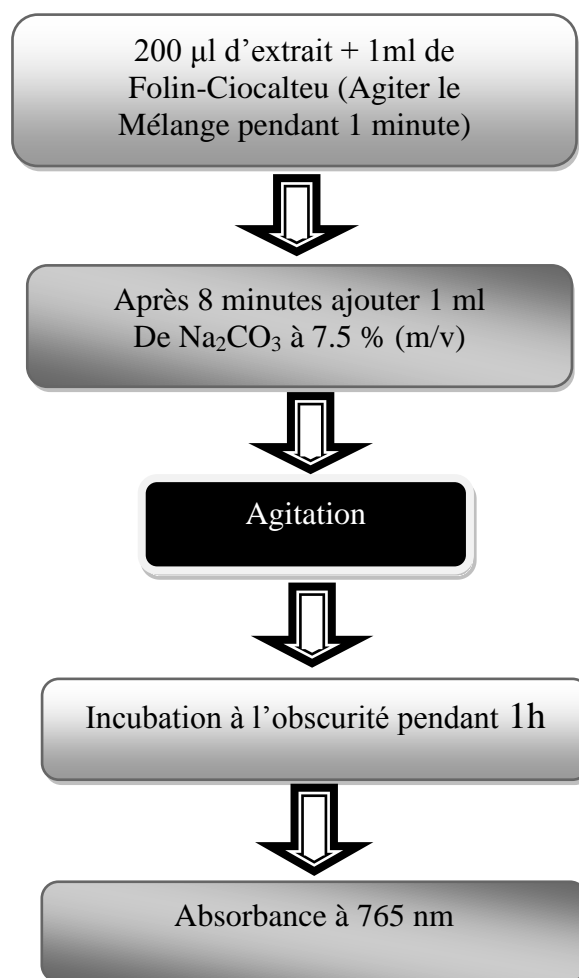 200 µl d’extrait + 1ml de
Folin-Ciocalteu (Agiter le
Mélange pendant 1 minute)
Après 8 minutes ajouter 1 ml
De Na₂CO₃ à 7.5 % (m/v)
Agitation
Incubation à l’obscurité pendant 1h
Absorbance à 765 nm